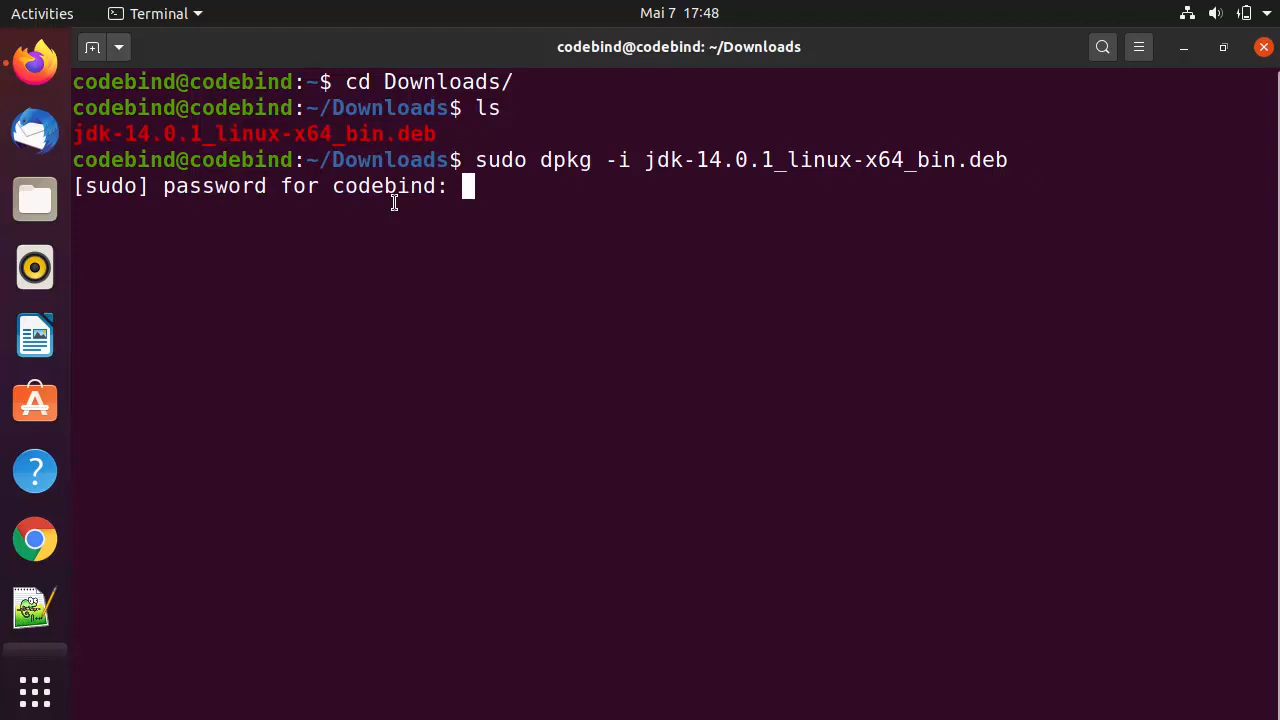 Activities Terminal Mai 7 17:48
codebind@codebind: ~/Downloads
codebind@codebind:~$ cd Downloads/
codebind@codebind:~/Downloads$ ls
jdk-14.0.1_linux-x64_bin.deb
codebind@codebind:~/Downloads$ sudo dpkg -i jdk-14.0.1_linux-x64_bin.deb
[sudo] password for codebind: